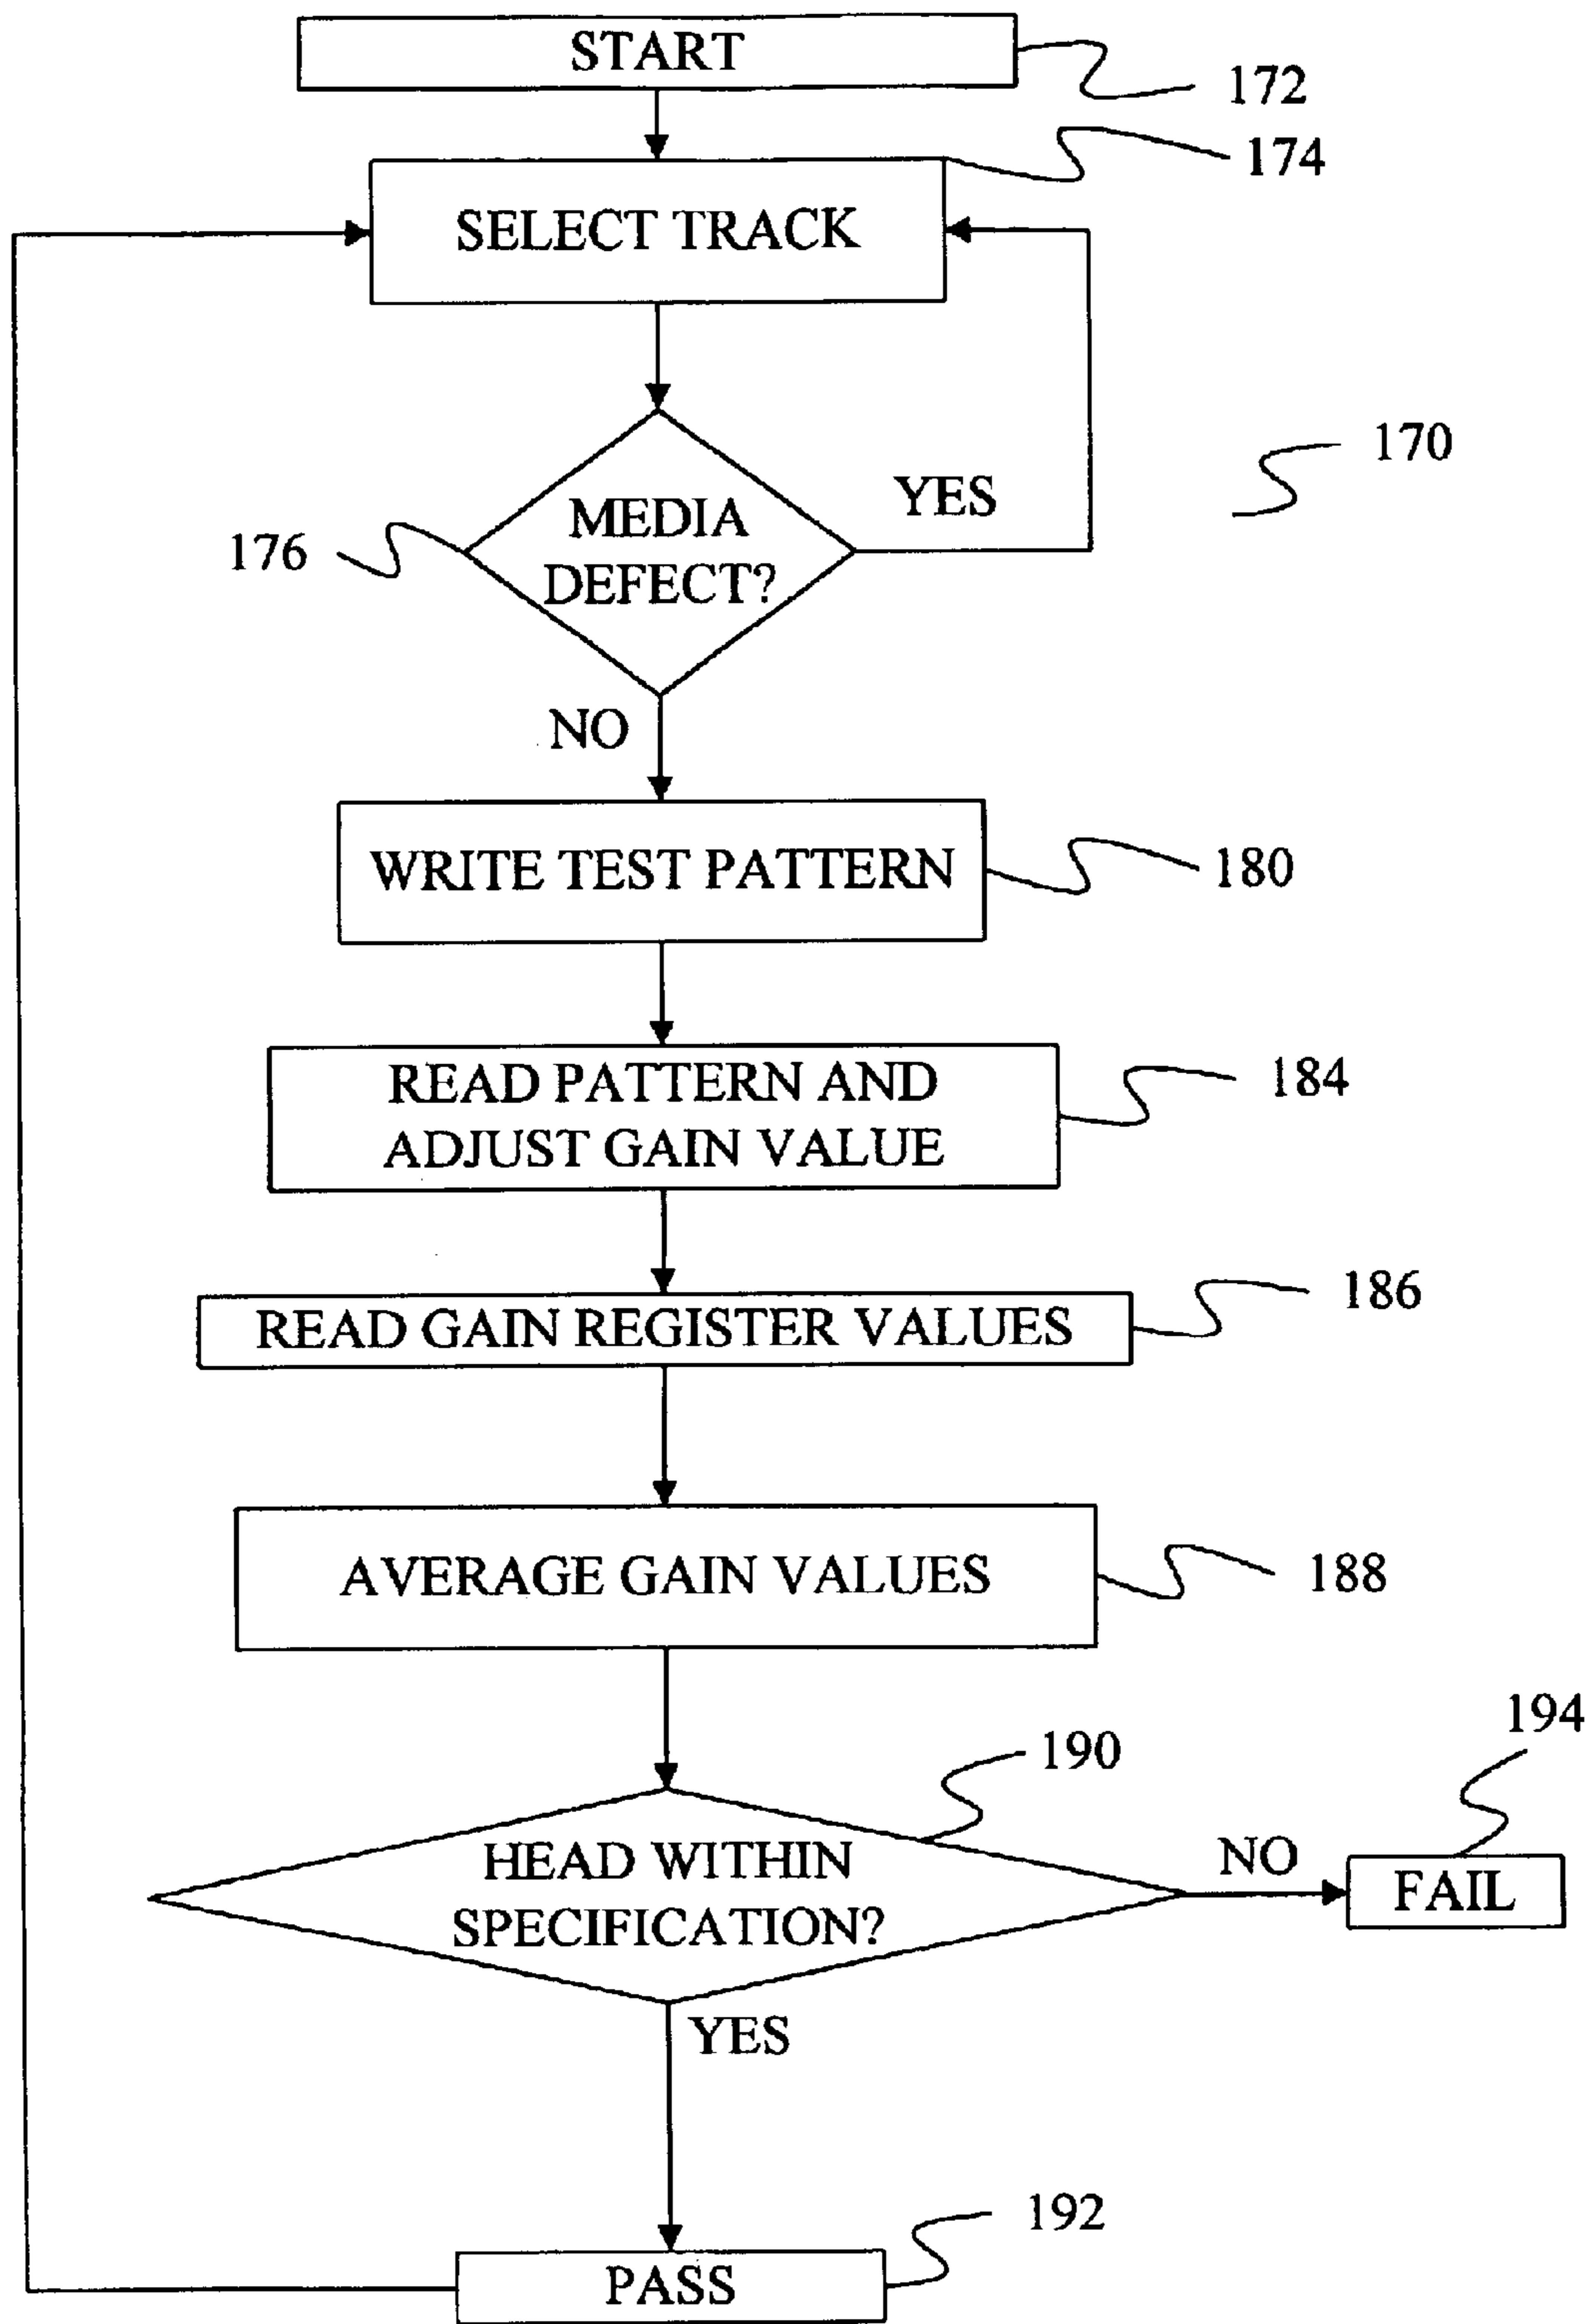 START
172
174
SELECT TRACK
170
YES
MEDIA
DEFECT?
176
NO
WRITE TEST PATTERN
180
READ PATTERN AND
ADJUST GAIN VALUE
184
READ GAIN REGISTER VALUES
186
AVERAGE GAIN VALUES
188
190
194
HEAD WITHIN
SPECIFICATION?
NO
FAIL
YES
192
PASS